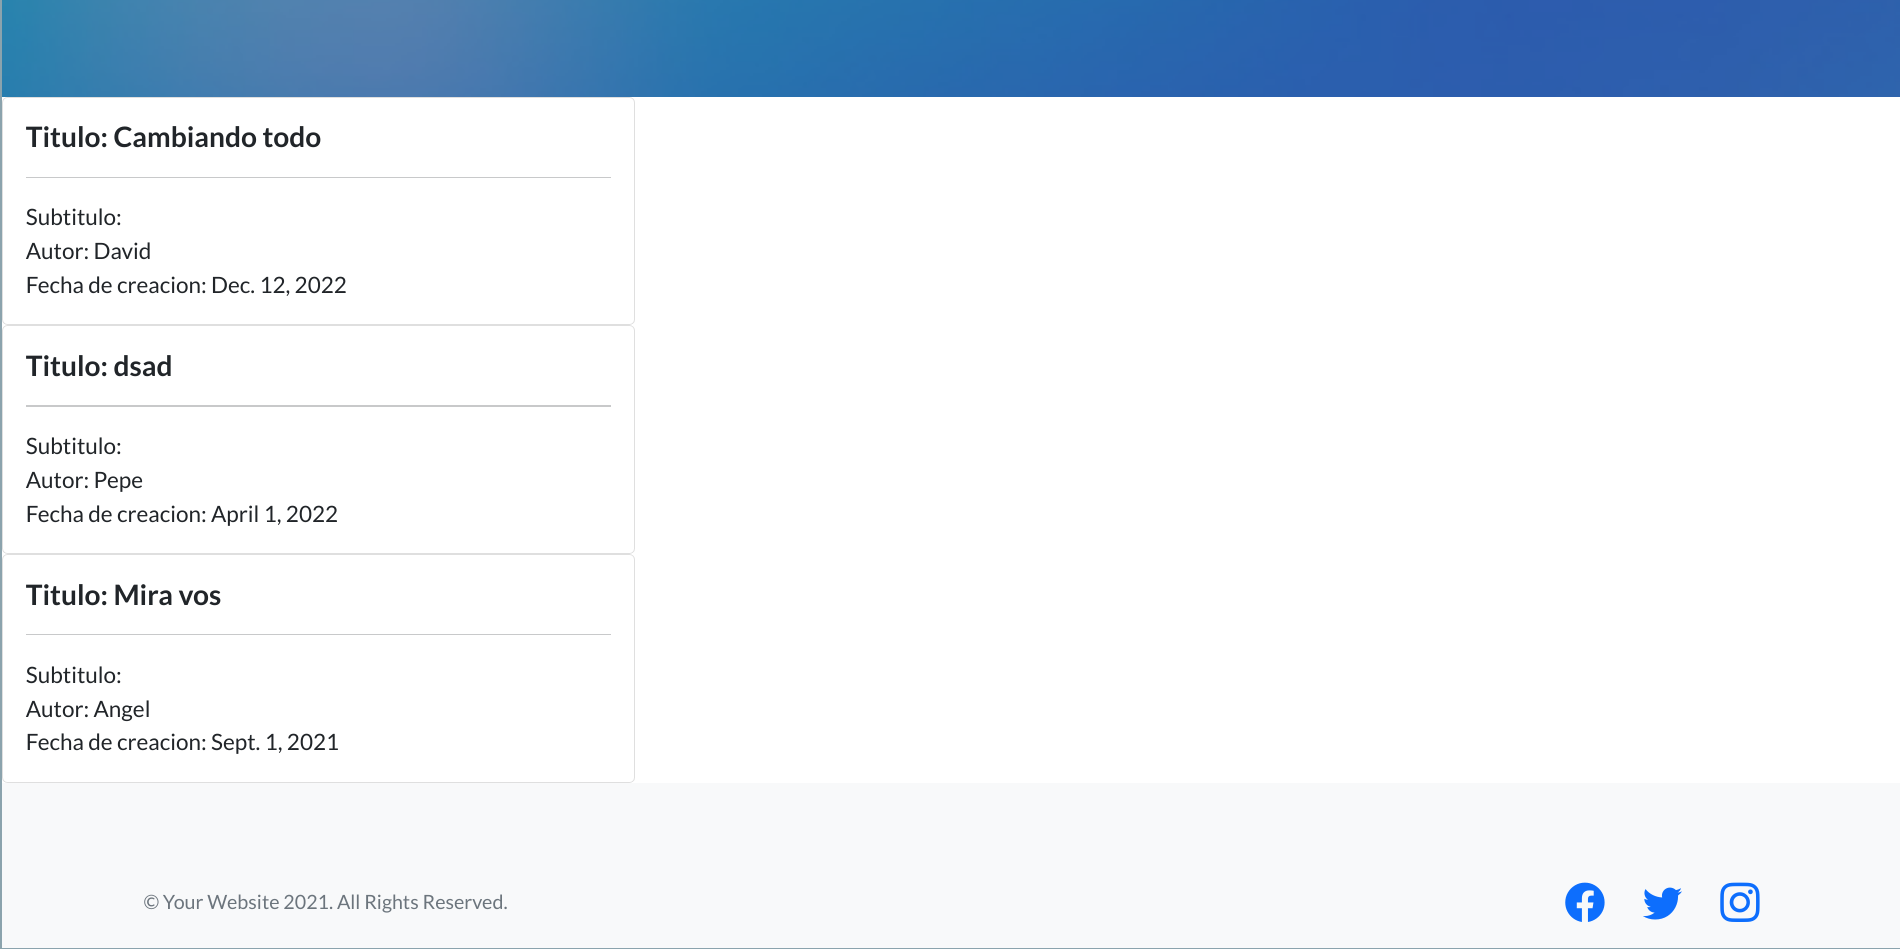 Titulo: Cambiando todo
Subtitulo:
Autor: David
Fecha de creacion: Dec. 12, 2022
Titulo: dsad
Subtitulo:
Autor: Pepe
Fecha de creacion: April 1, 2022
Titulo: Mira vos
Subtitulo:
Autor: Angel
Fecha de creacion: Sept. 1, 2021
© Your Website 2021. All Rights Reserved.